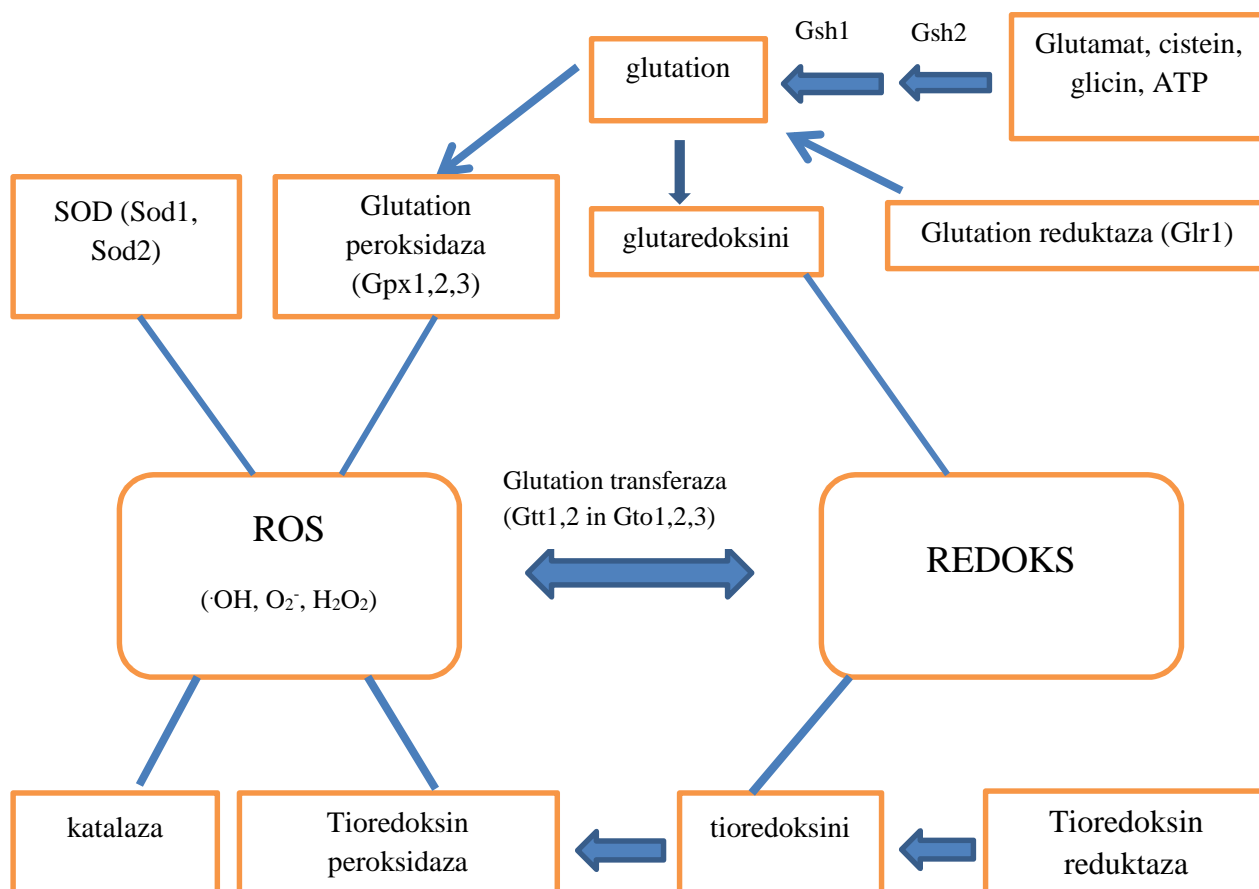 Gsh1
Gsh2
Glutamat, cistein,
glicin, ATP
glutation
SOD (Sod1,
Sod2)
Glutation
peroksidaza
(Gpx1,2,3)
glutaredoksini
Glutation reduktaza (Glr1)
ROS
(·OH, O₂⁻, H₂O₂)
Glutation transferaza
(Gtt1,2 in Gto1,2,3)
REDOKS
katalaza
Tioredoksin
peroksidaza
tioredoksini
Tioredoksin
reduktaza